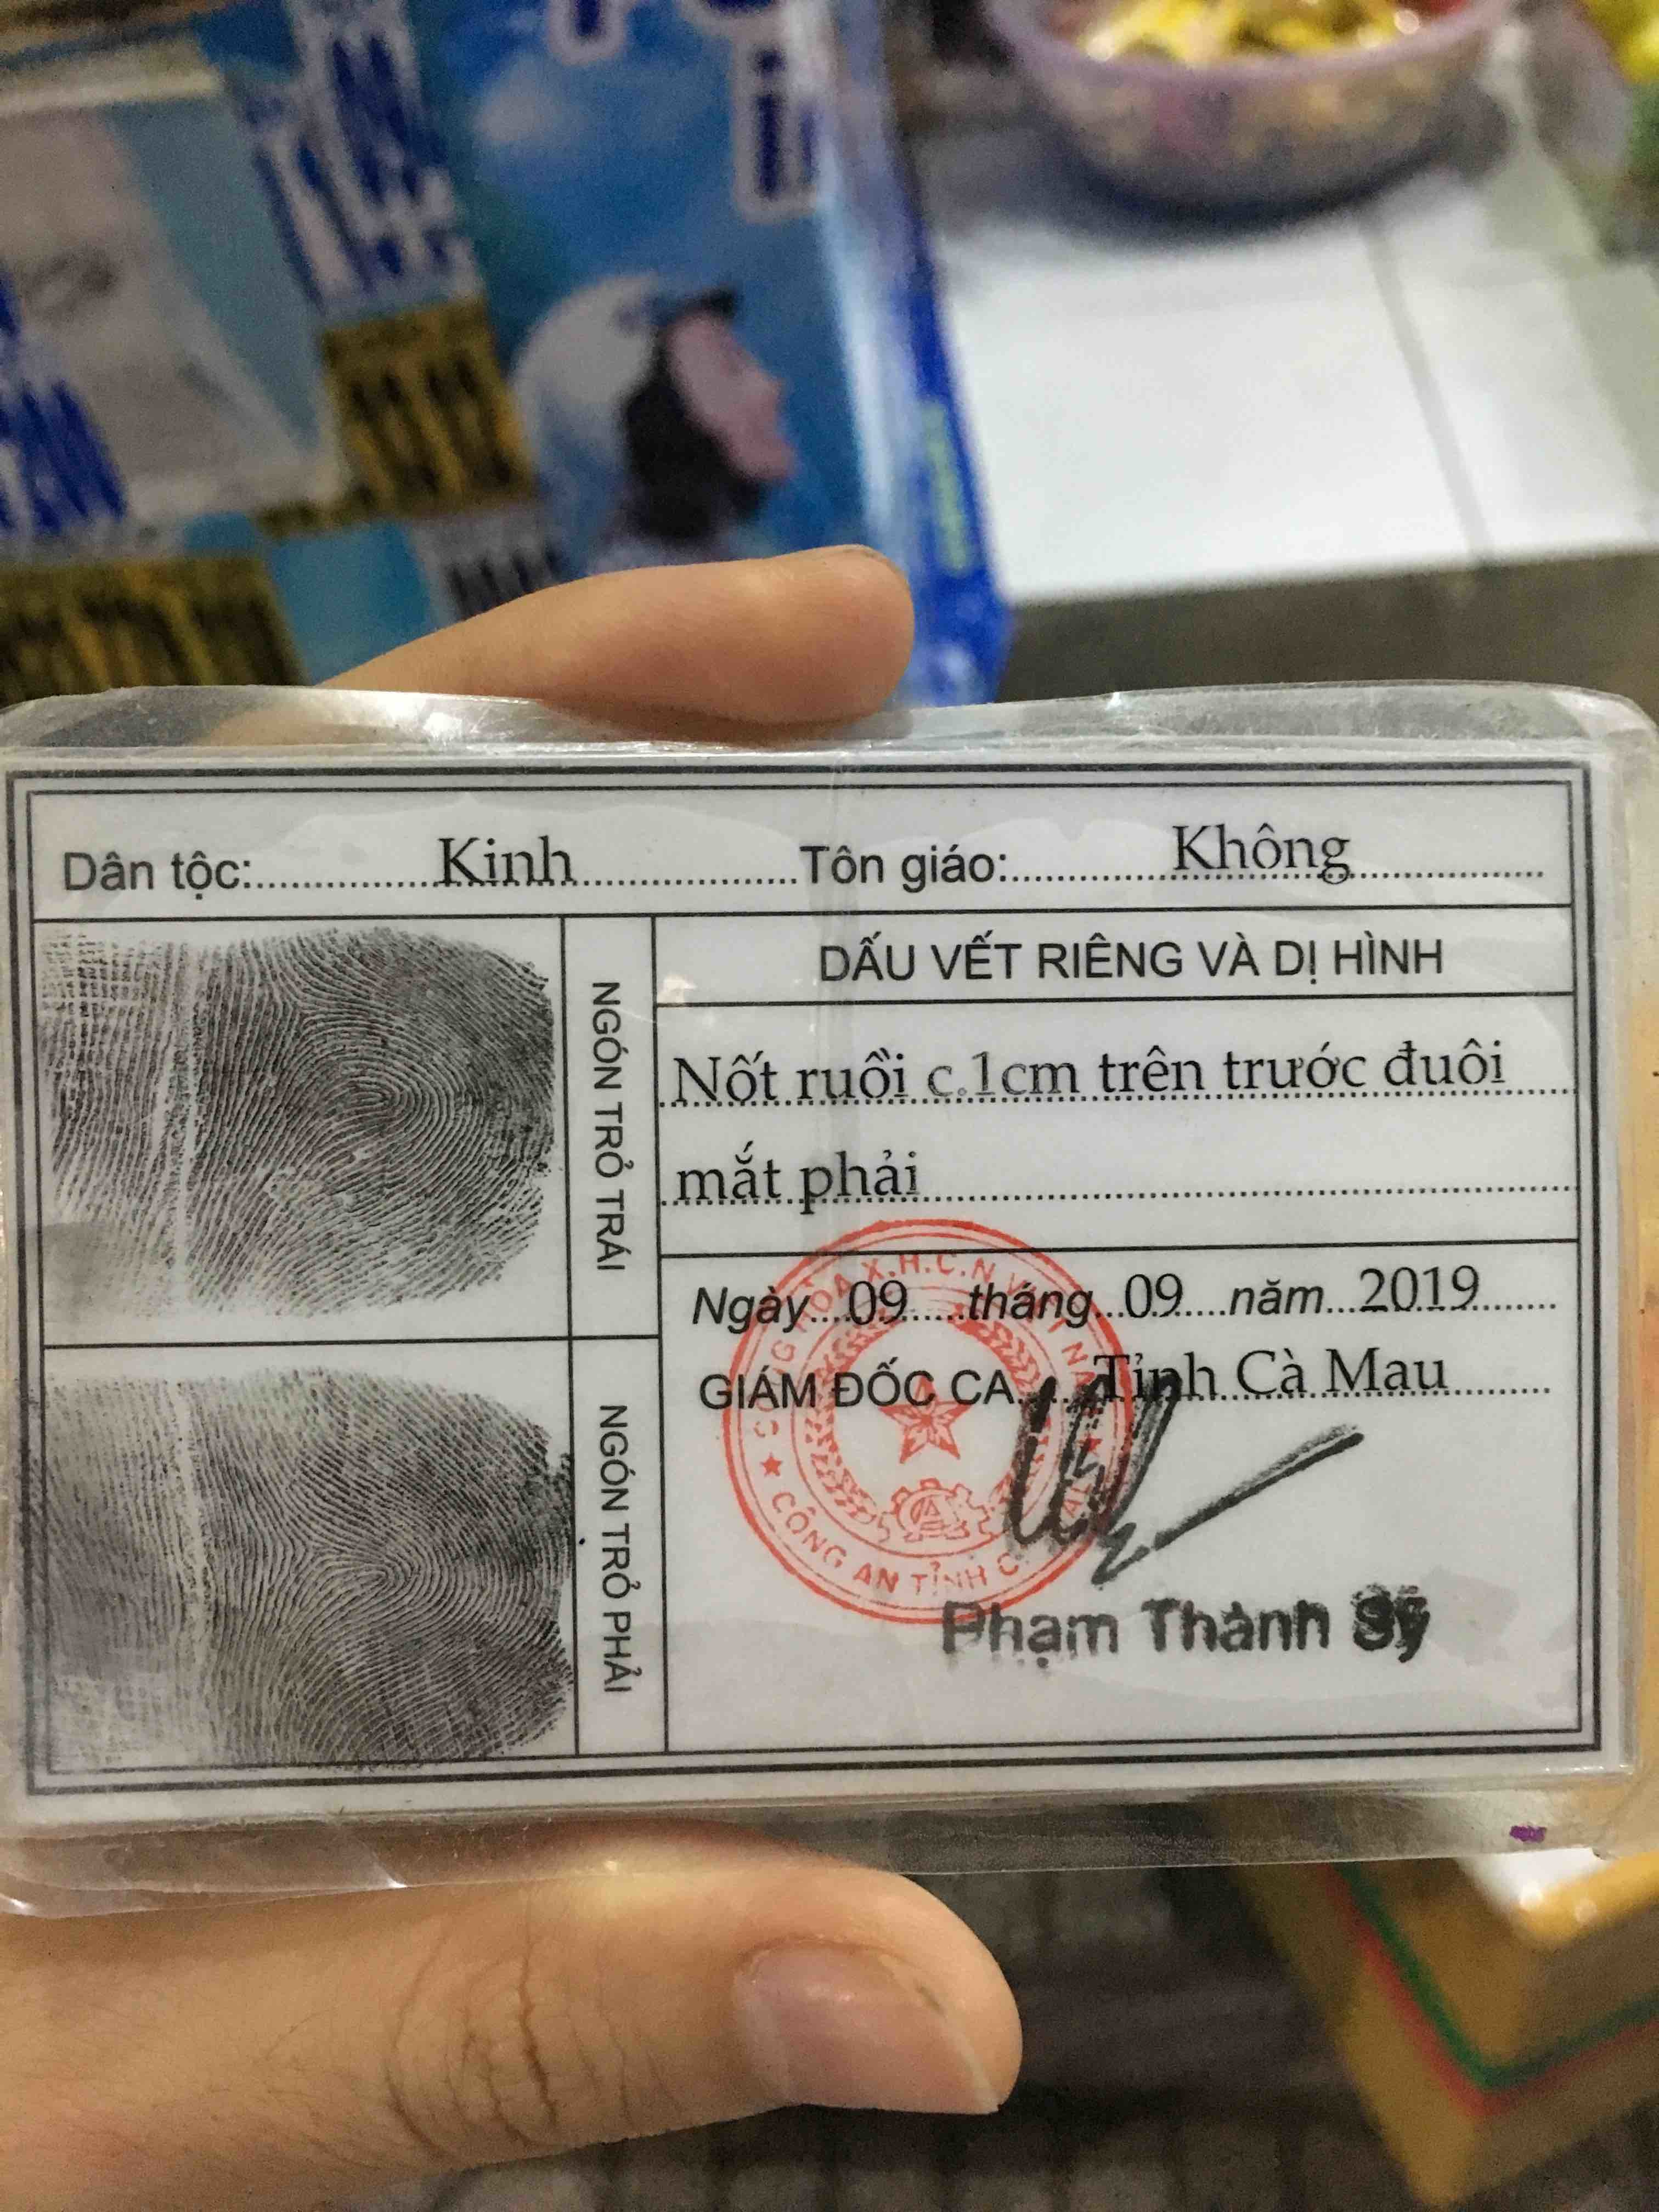 Dân tộc: Kinh Tôn giáo: Không
NGÓN TRỎ TRÁI
DẤU VẾT RIÊNG VÀ DỊ HÌNH
Nốt ruồi c.1cm trên trước đuôi
mắt phải
Ngày 09 tháng 09 năm 2019
GIÁM ĐỐC CA Tỉnh Cà Mau
NGÓN TRỎ PHẢI
CÔNG AN TỈNH C
Phạm Thành Sỹ